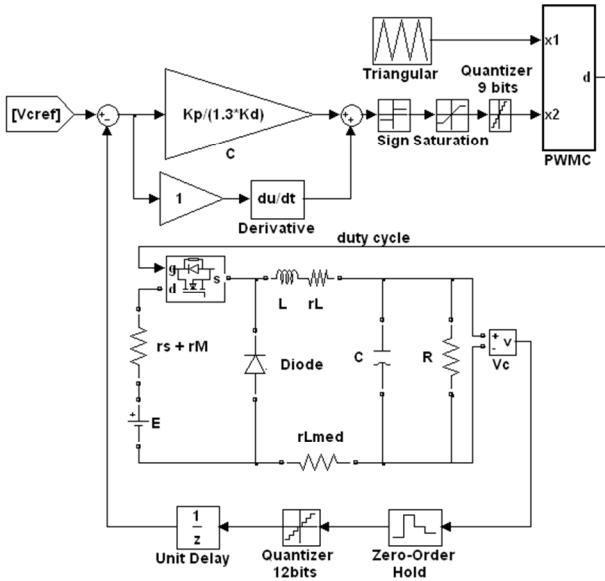 Triangular
Quantizer
9 bits
x1
d
x2
PWMC
[Vcref]
+
-
Kp/(1.3*Kd)
C
+
+
Sign Saturation
1
du/dt
Derivative
duty cycle
g
d
s
L rL
rs + rM
Diode
C
R
+
-
v
Vc
+
E
rLmed
1
z
Unit Delay
Quantizer
12bits
Zero-Order
Hold